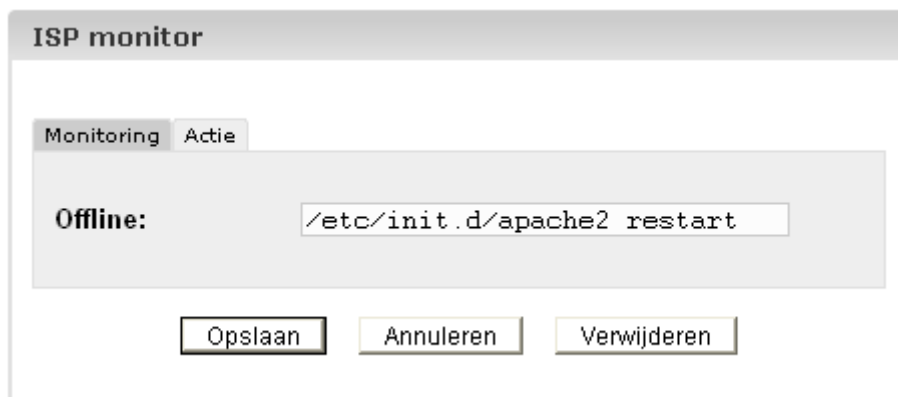 ISP monitor
Monitoring Actie
Offline: /etc/init.d/apache2 restart
Opslaan Annuleren Verwijderen